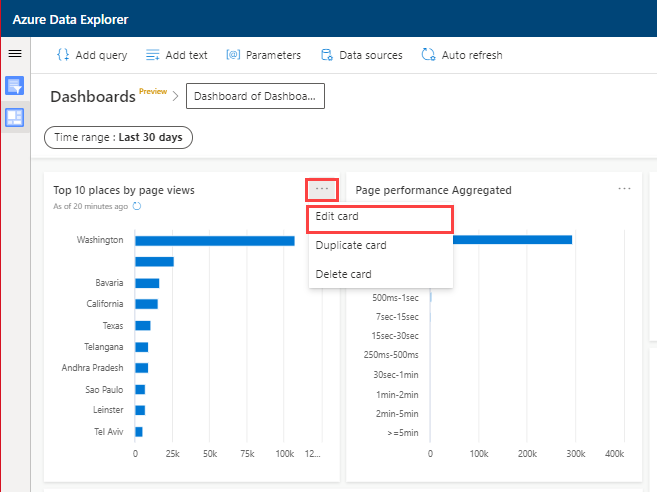 Azure Data Explorer
Add query
Add text
Parameters
Data sources
Auto refresh
Dashboards
Preview
Dashboard of Dashboa...
Time range : Last 30 days
Top 10 places by page views
As of 20 minutes ago
Washington
Bavaria
California
Texas
Telangana
Andhra Pradesh
Sao Paulo
Leinster
Tel Aviv
0 25k 50k 75k 100k 12...
...
Edit card
Duplicate card
Delete card
Page performance Aggregated
...
500ms-1sec
7sec-15sec
15sec-30sec
250ms-500ms
30sec-1min
1min-2min
2min-5min
>=5min
0 100k 200k 300k 400k